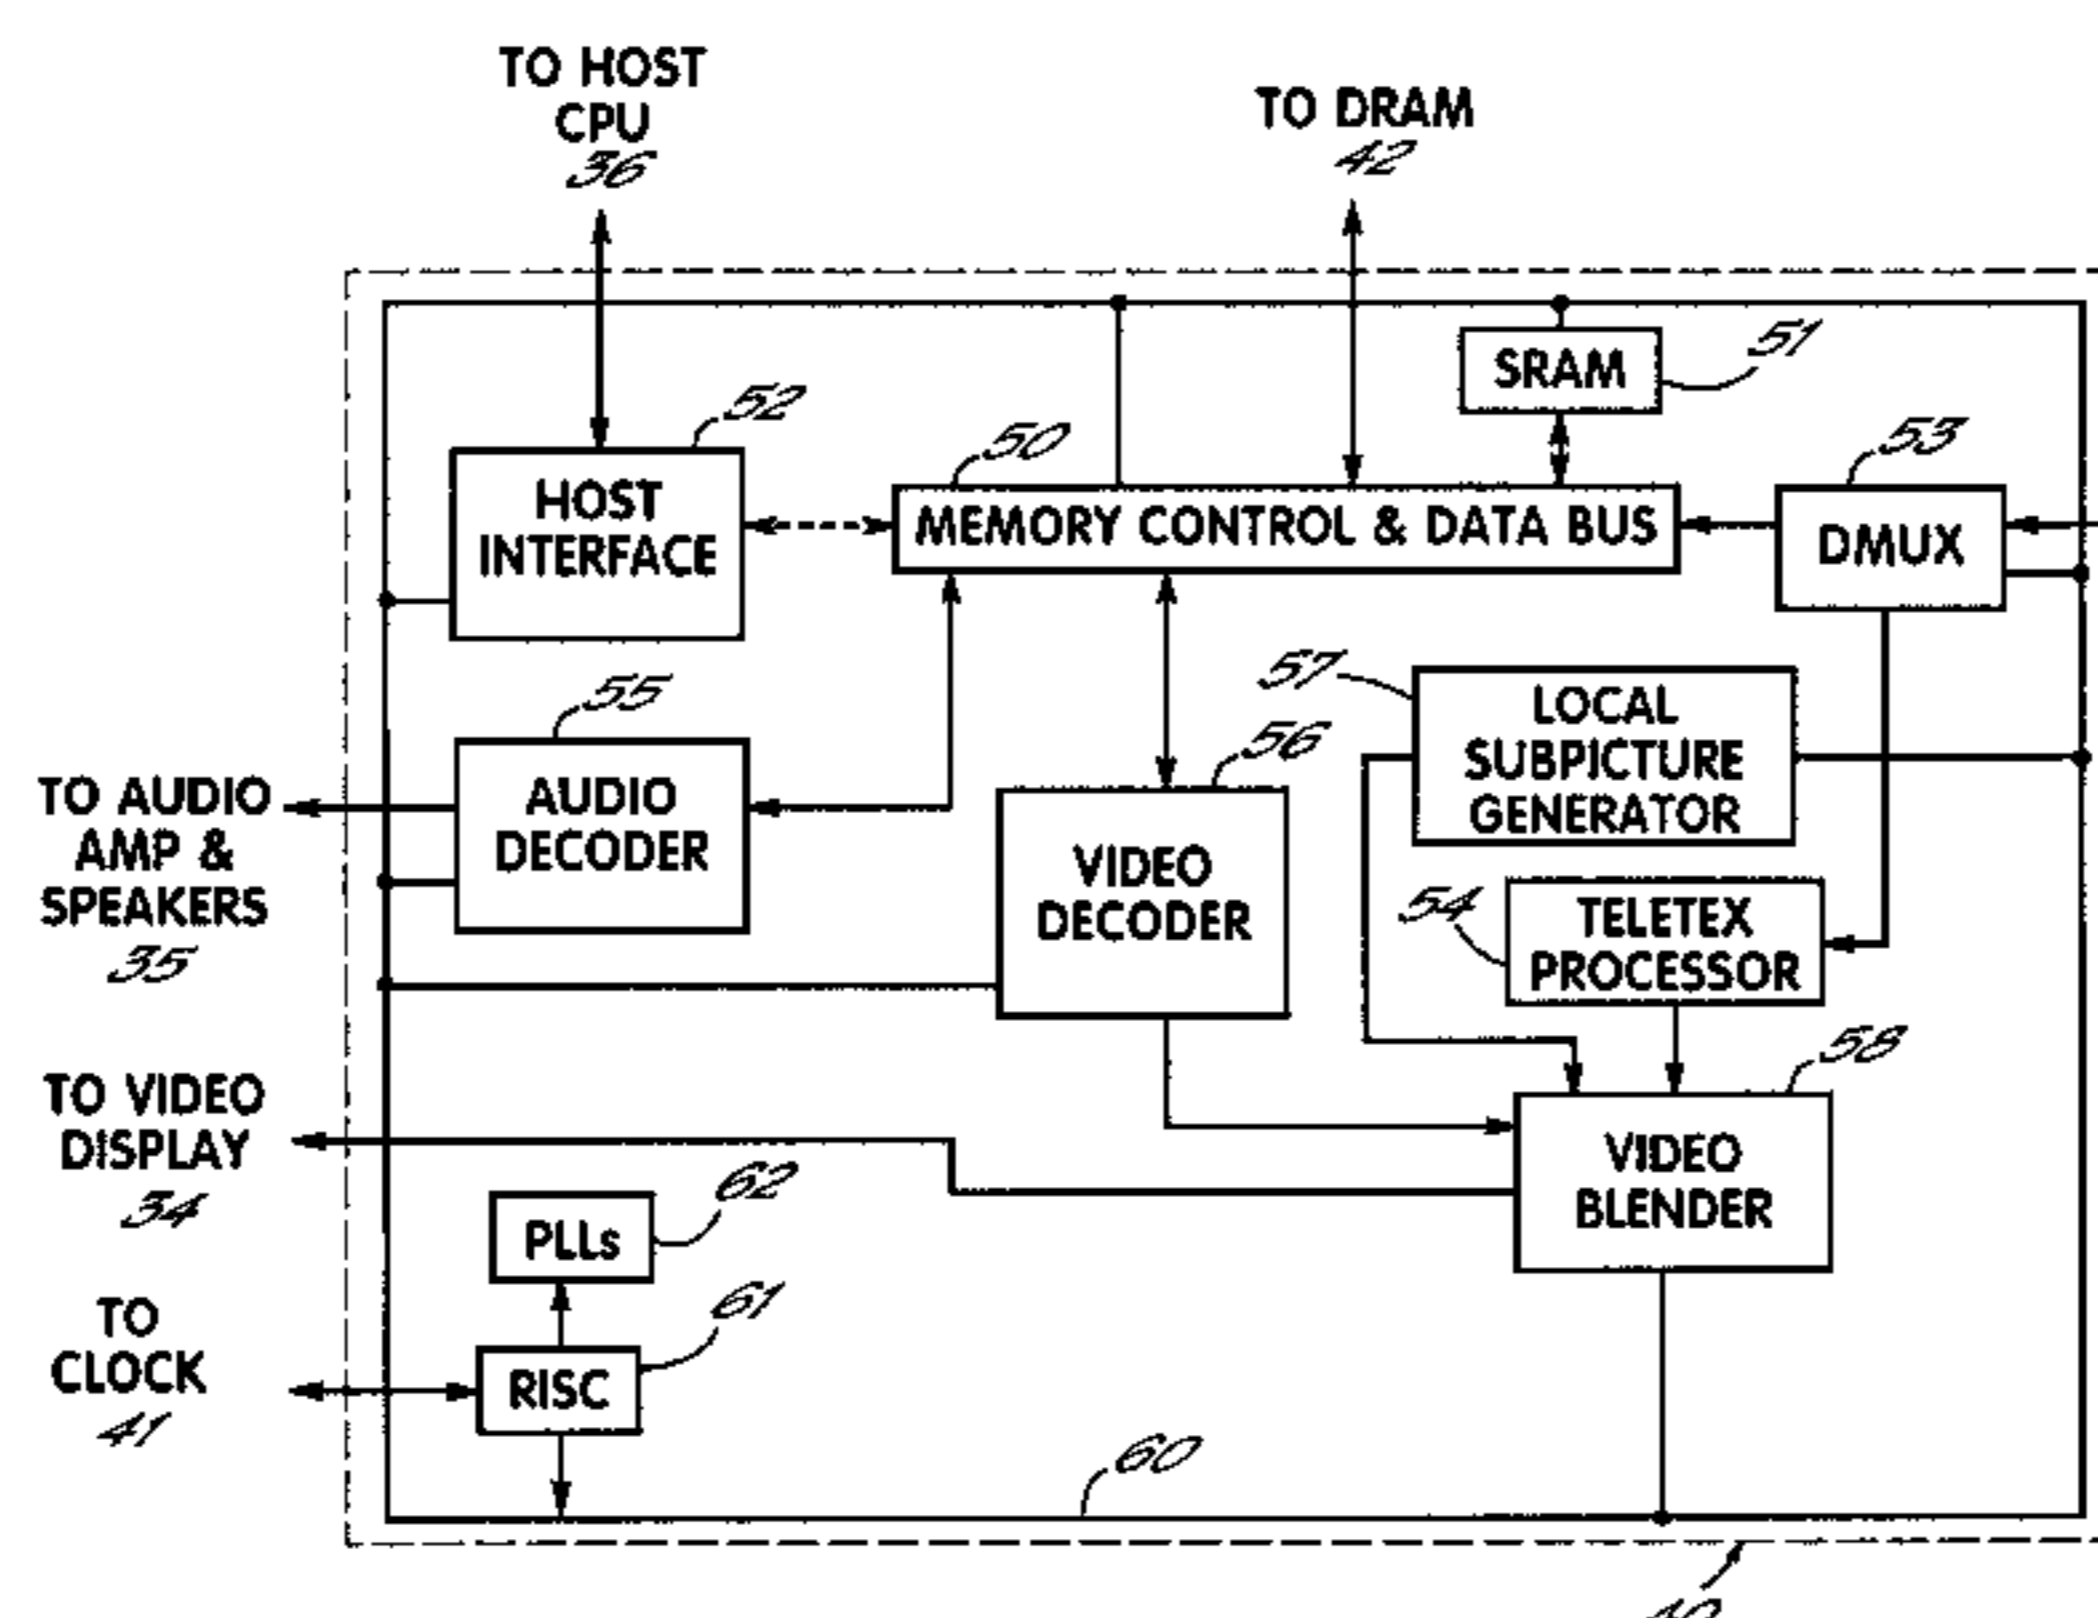 TO HOST
CPU
36
TO DRAM
42
SRAM
51
52
HOST
INTERFACE
50
MEMORY CONTROL & DATA BUS
53
DMUX
55
AUDIO
DECODER
TO AUDIO
AMP &
SPEAKERS
35
56
VIDEO
DECODER
57
LOCAL
SUBPICTURE
GENERATOR
54
TELETEX
PROCESSOR
58
VIDEO
BLENDER
TO VIDEO
DISPLAY
34
62
PLLs
61
RISC
TO
CLOCK
41
60